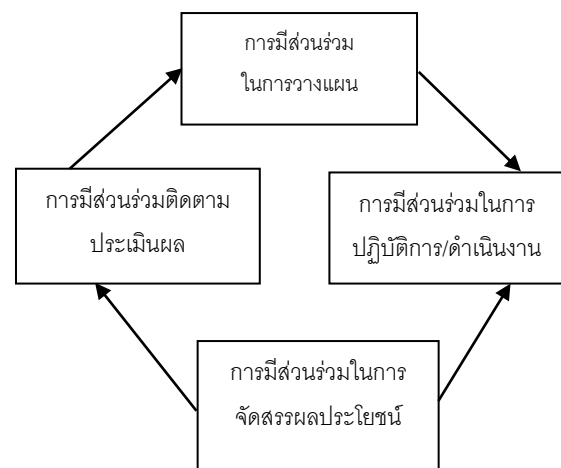 การมีส่วนร่วม
ในการวางแผน
การมีส่วนร่วมติดตาม
ประเมินผล
การมีส่วนร่วมในการ
ปฏิบัติการ/ดำเนินงาน
การมีส่วนร่วมในการ
จัดสรรผลประโยชน์